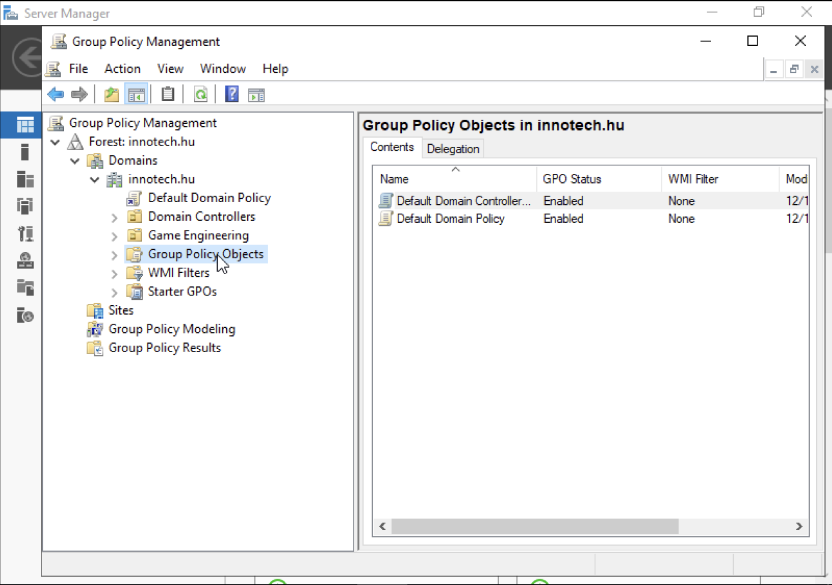 Server Manager
Group Policy Management
File Action View Window Help
Group Policy Management
Forest: innotech.hu
Domains
innotech.hu
Default Domain Policy
Domain Controllers
Game Engineering
Group Policy Objects
WMI Filters
Starter GPOs
Sites
Group Policy Modeling
Group Policy Results
Group Policy Objects in innotech.hu
Contents Delegation
Name GPO Status WMI Filter Mod
Default Domain Controller... Enabled None 12/1
Default Domain Policy Enabled None 12/1